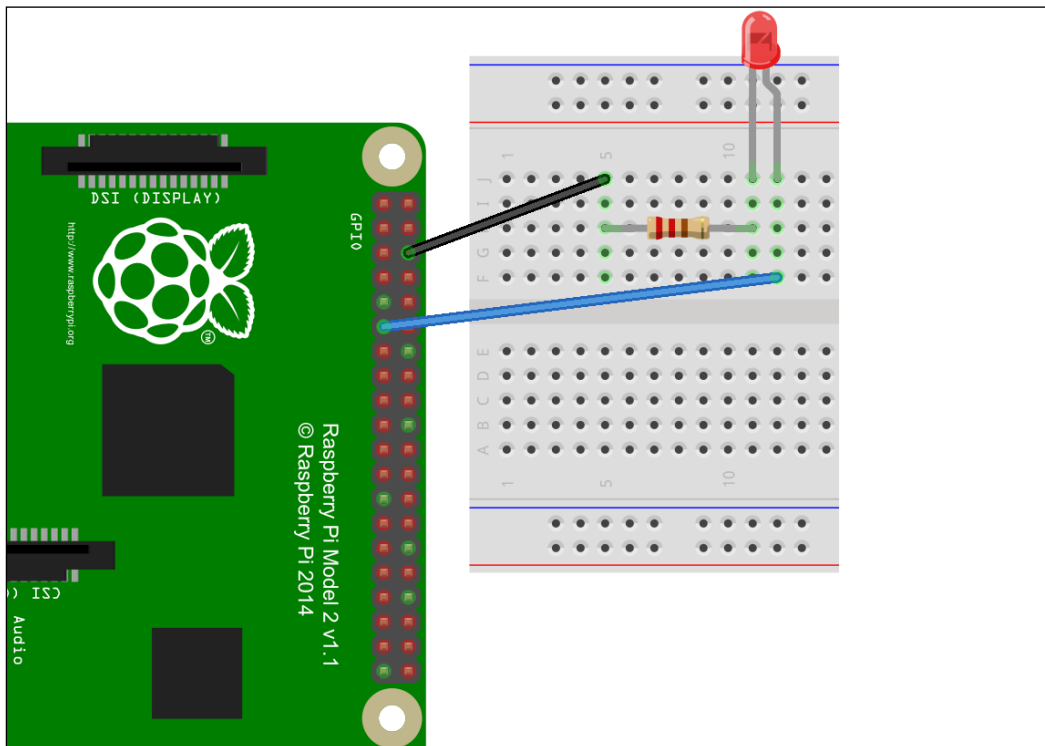 DSI (DISPLAY)
GPIO
http://www.raspberrypi.org
TM
Raspberry Pi Model 2 v1.1
© Raspberry Pi 2014
CSI (
Audio
1
5
10
J
I
G
F
E
D
C
B
A
1
5
10